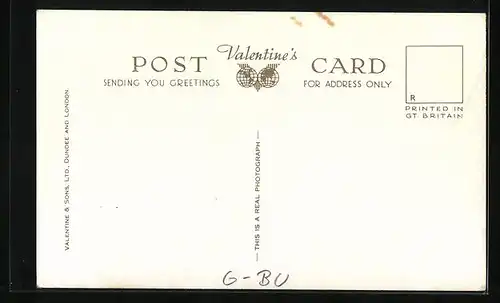 Valentine's
POST CARD
SENDING YOU GREETINGS
FOR ADDRESS ONLY
R
PRINTED IN
GT. BRITAIN
VALENTINE & SONS, LTD., DUNDEE AND LONDON.
— THIS IS A REAL PHOTOGRAPH —
G-BU